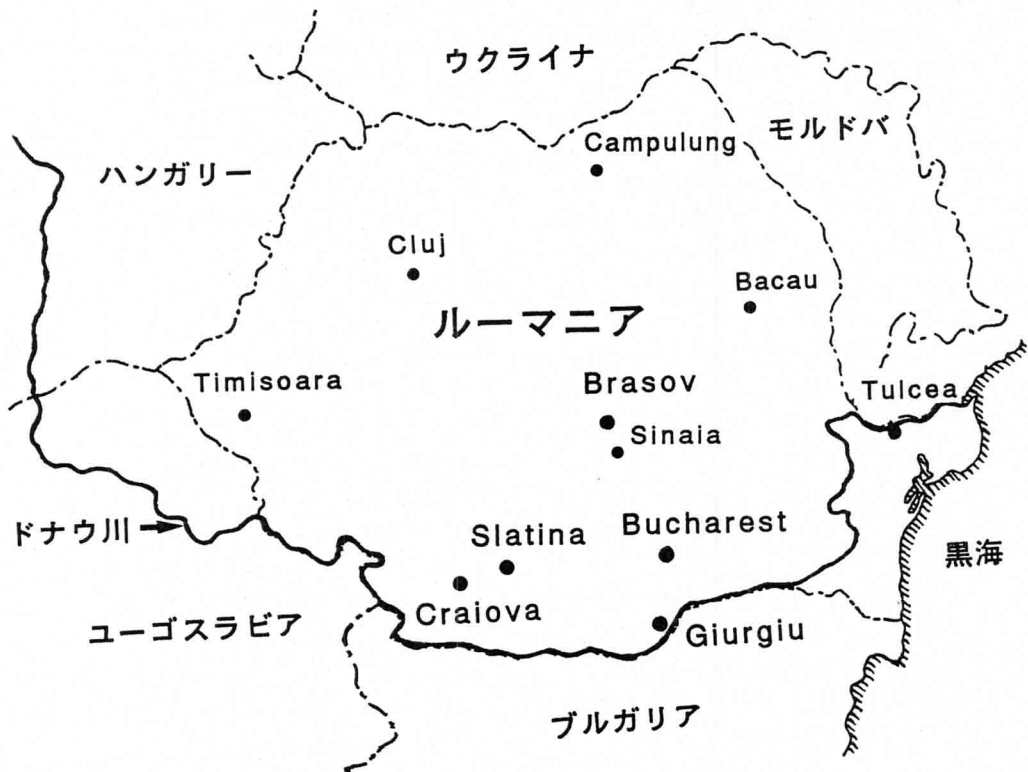 ウクライナ
モルドバ
Campulung
ハンガリー
Cluj
Bacau
ルーマニア
Timisoara
Brasov
Tulcea
Sinaia
ドナウ川
Slatina
Bucharest
黒海
Craiova
ユーゴスラビア
Giurgiu
ブルガリア